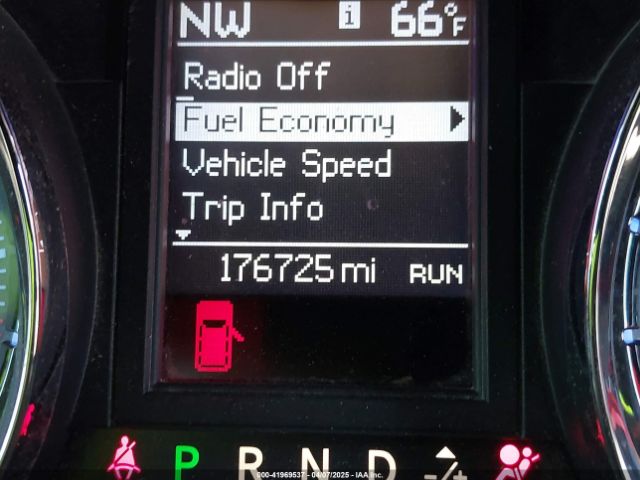 NW i 66°F
Radio Off
Fuel Economy
Vehicle Speed
Trip Info
176725 mi RUN
P R N D -/+
000-41969537 - 04/07/2025 - IAA Inc.